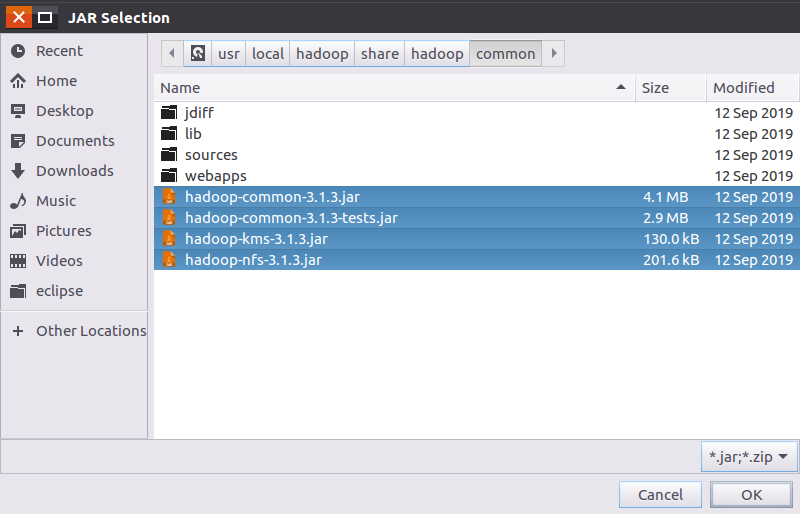 JAR Selection
Recent
Home
Desktop
Documents
Downloads
Music
Pictures
Videos
eclipse
Other Locations
usr local hadoop share hadoop common
Name Size Modified
jdiff 12 Sep 2019
lib 12 Sep 2019
sources 12 Sep 2019
webapps 12 Sep 2019
hadoop-common-3.1.3.jar 4.1 MB 12 Sep 2019
hadoop-common-3.1.3-tests.jar 2.9 MB 12 Sep 2019
hadoop-kms-3.1.3.jar 130.0 kB 12 Sep 2019
hadoop-nfs-3.1.3.jar 201.6 kB 12 Sep 2019
*.jar;*.zip
Cancel OK